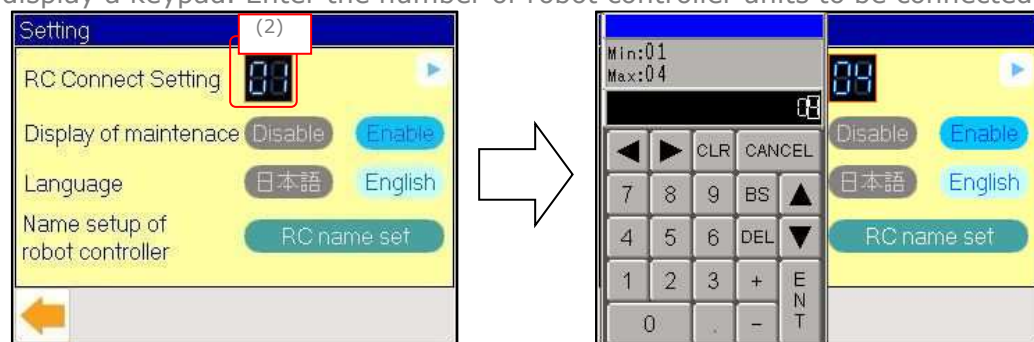 display a keypad. Enter the number of robot controller units to be connected
Setting
(2)
RC Connect Setting 01
Display of maintenace Disable Enable
Language 日本語 English
Name setup of
robot controller
RC name set
Min:01
Max:04
04
CLR CANCEL
7 8 9 BS
4 5 6 DEL
1 2 3 + ENT
0 . -
04
Disable Enable
日本語 English
RC name set